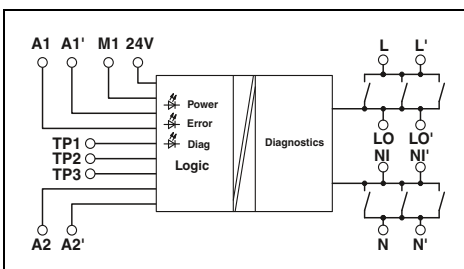 A1 A1' M1 24V L L'
Power
Error
TP1 Diag Diagnostics LO LO'
TP2 Logic NI NI'
TP3
A2 A2' N N'